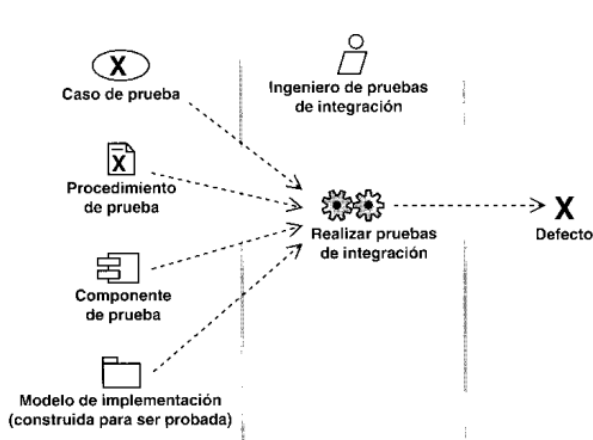 X
Caso de prueba
Ingeniero de pruebas
de integración
X
Procedimiento
de prueba
Realizar pruebas
de integración
X
Defecto
Componente
de prueba
Modelo de implementación
(construida para ser probada)